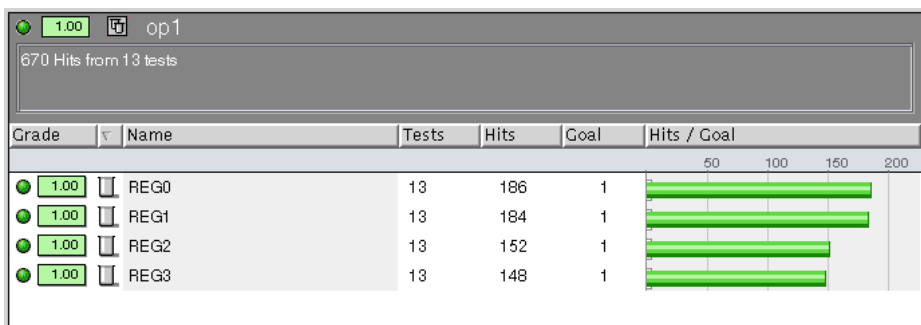 1.00 op1
670 Hits from 13 tests
Grade Name Tests Hits Goal Hits / Goal
50 100 150 200
1.00 REG0 13 186 1
1.00 REG1 13 184 1
1.00 REG2 13 152 1
1.00 REG3 13 148 1